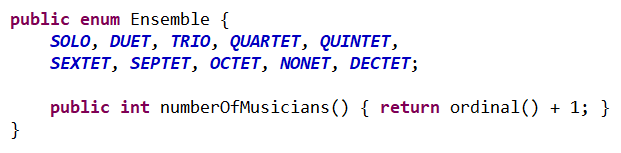 public enum Ensemble {
SOLO, DUET, TRIO, QUARTET, QUINTET,
SEXTET, SEPTET, OCTET, NONET, DECTET;
public int numberOfMusicians() { return ordinal() + 1; }
}